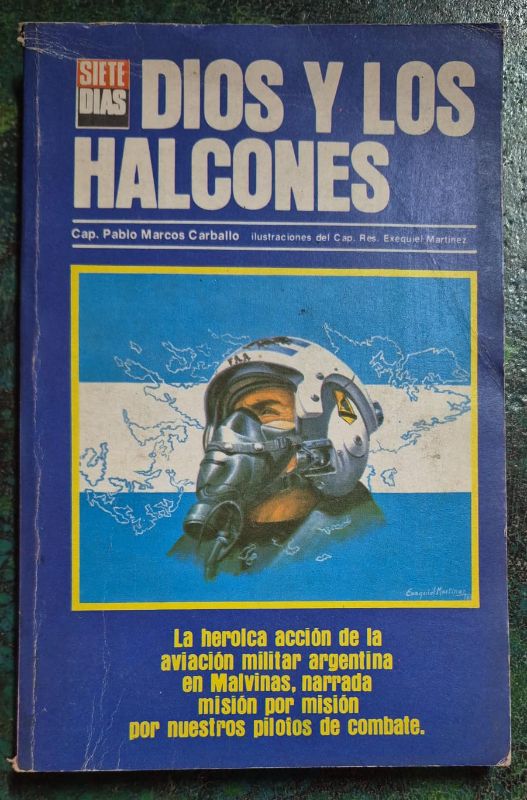 SIETE
DIAS
DIOS Y LOS
HALCONES
Cap. Pablo Marcos Carballo ilustraciones del Cap. Res. Exequiel Martínez
FAA
Exequiel Martinez
La heroica acción de la
aviación militar argentina
en Malvinas, narrada
misión por misión
por nuestros pilotos de combate.